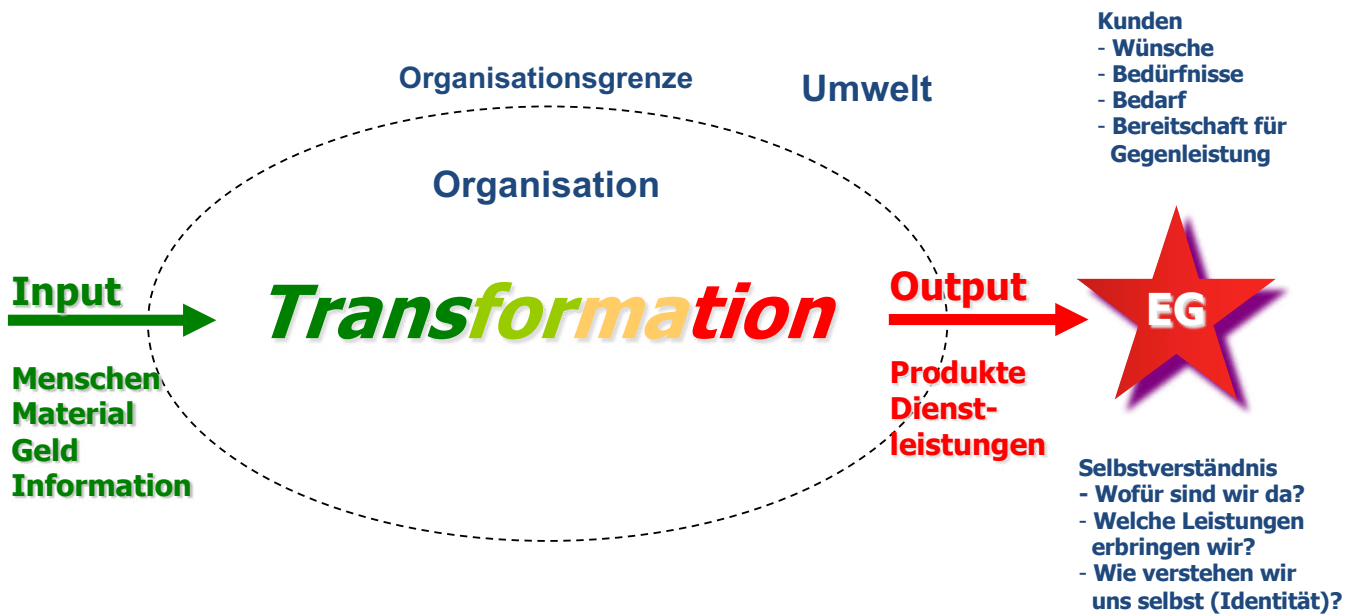 Kunden
- Wünsche
- Bedürfnisse
- Bedarf
- Bereitschaft für
Gegenleistung
Organisationsgrenze
Umwelt
Organisation
Input
Transformation
Output
EG
Menschen
Material
Geld
Information
Produkte
Dienst-
leistungen
Selbstverständnis
- Wofür sind wir da?
- Welche Leistungen
erbringen wir?
- Wie verstehen wir
uns selbst (Identität)?